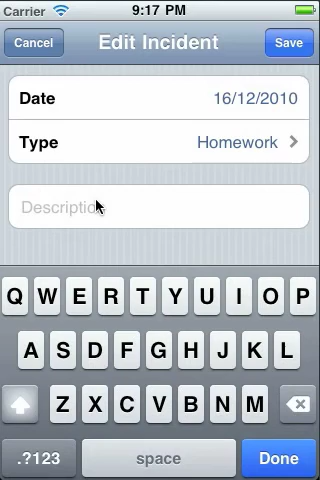 Carrier 9:17 PM
Cancel Edit Incident Save
Date 16/12/2010
Type Homework
Description
Q W E R T Y U I O P
A S D F G H J K L
Z X C V B N M
.?123 space Done